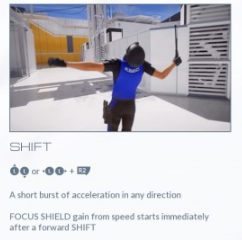 SHIFT
L L or L L + R2
A short burst of acceleration in any direction
FOCUS SHIELD gain from speed starts immediately
after a forward SHIFT